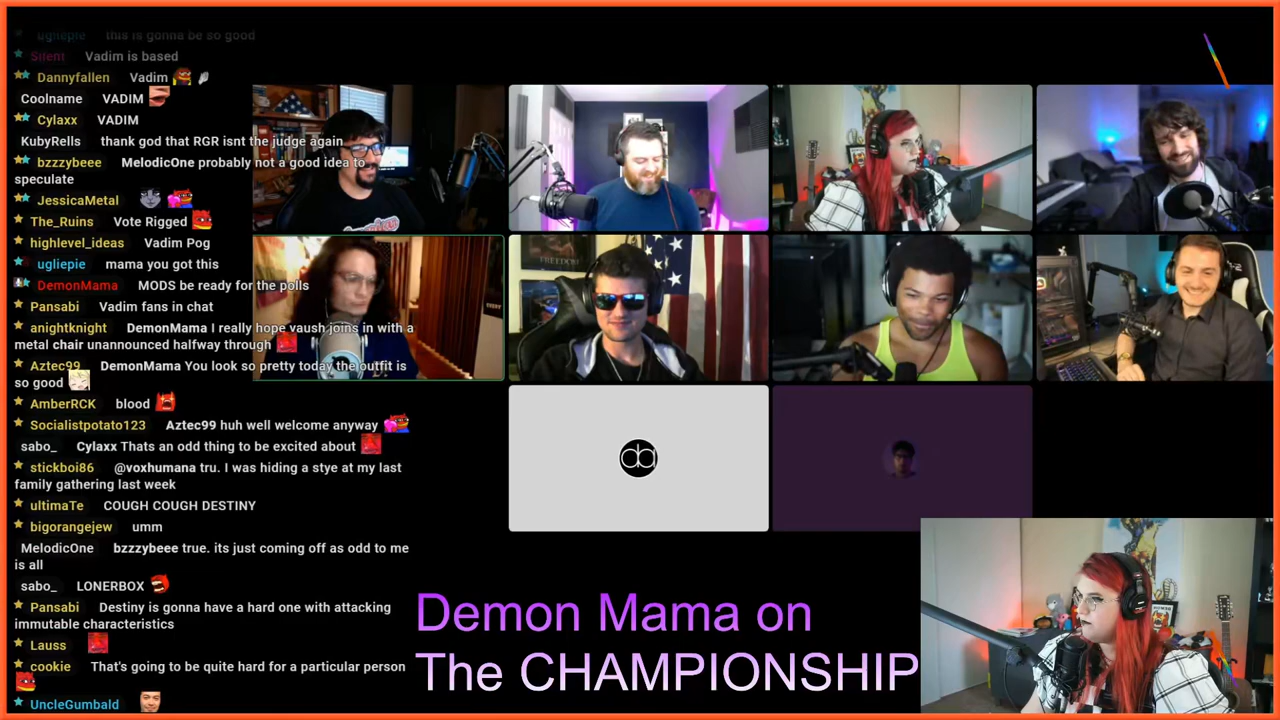 ugliepie this is gonna be so good
Silent Vadim is based
Dannyfallen Vadim
Coolname VADIM
Cylaxx VADIM
KubyRells thank god that RGR isnt the judge again
bzzzybeee MelodicOne probably not a good idea to
speculate
JessicaMetal
The_Ruins Vote Rigged
highlevel_ideas Vadim Pog
ugliepie mama you got this
DemonMama MODS be ready for the polls
Pansabi Vadim fans in chat
anightknight DemonMama I really hope vaush joins in with a
metal chair unannounced halfway through
Aztec99 DemonMama You look so pretty today the outfit is
so good
AmberRCK blood
Socialistpotato123 Aztec99 huh well welcome anyway
sabo_ Cylaxx Thats an odd thing to be excited about
stickboi86 @voxhumana tru. I was hiding a stye at my last
family gathering last week
ultimaTe COUGH COUGH DESTINY
bigorangejew umm
MelodicOne bzzzybeee true. its just coming off as odd to me
is all
sabo_ LONERBOX
Pansabi Destiny is gonna have a hard one with attacking
immutable characteristics
Lauss
cookie That's going to be quite hard for a particular person
UncleGumbald
FREEDOM
Demon Mama on
The CHAMPIONSHIP